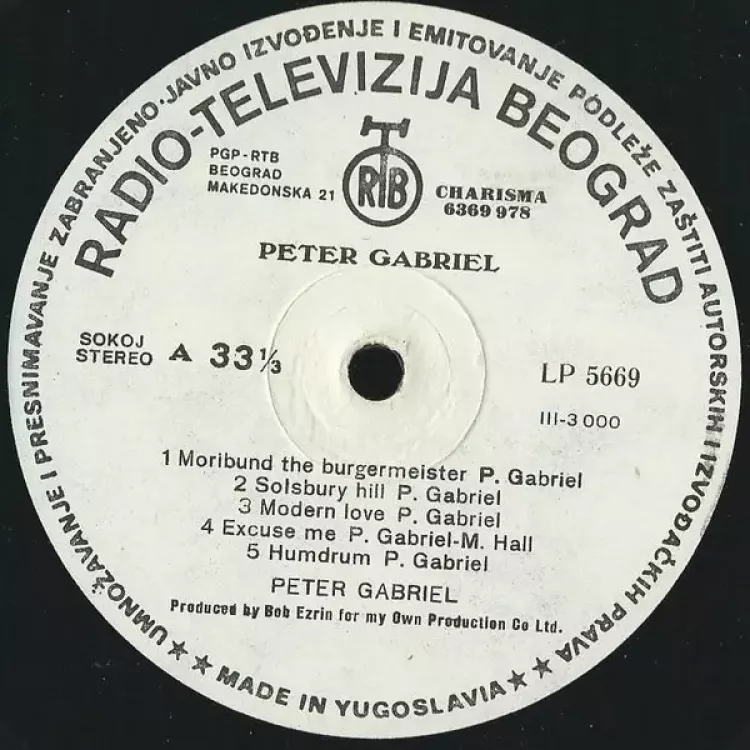 UMNOŽAVANJE I PRESNIMAVANJE ZABRANJENO·JAVNO IZVOĐENJE I EMITOVANJE PODLEŽE ZAŠTITI AUTORSKIH I IZVOĐAČKIH PRAVA
RADIO-TELEVIZIJA BEOGRAD
PGP-RTB
BEOGRAD
MAKEDONSKA 21
RTB
CHARISMA
6369 978
PETER GABRIEL
SOKOJ
STEREO A 33 1/3
LP 5669
III-3 000
1 Moribund the burgermeister P. Gabriel
2 Solsbury hill P. Gabriel
3 Modern love P. Gabriel
4 Excuse me P. Gabriel-M. Hall
5 Humdrum P. Gabriel
PETER GABRIEL
Produced by Bob Ezrin for my Own Production Co Ltd.
★★ MADE IN YUGOSLAVIA ★★